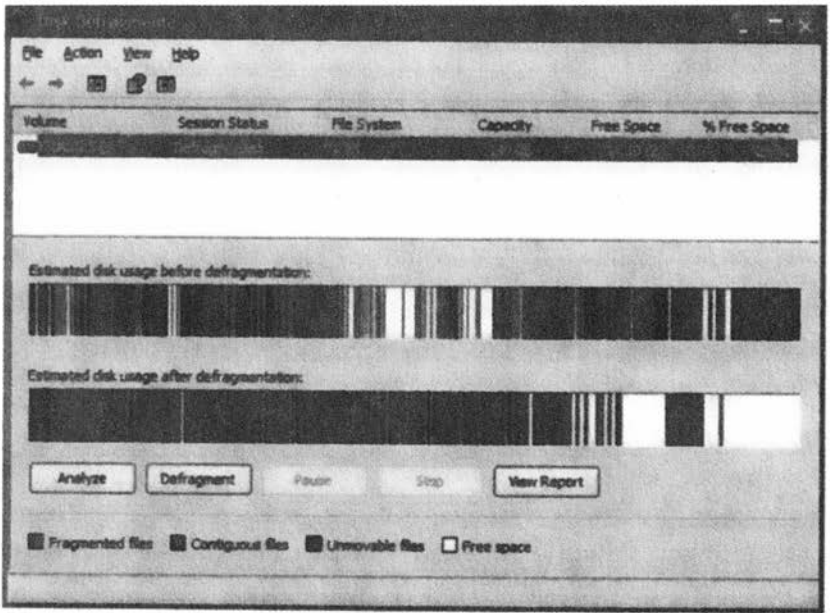 Disk Defragmenter
File Action View Help
Volume Session Status File System Capacity Free Space % Free Space
Estimated disk usage before defragmentation:
Estimated disk usage after defragmentation:
Analyze Defragment Pause Stop View Report
Fragmented files Contiguous files Unmovable files Free space